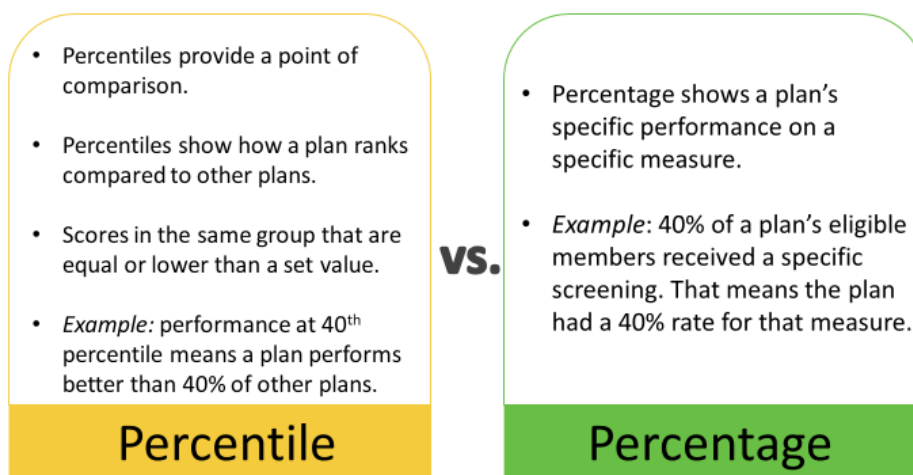 • Percentiles provide a point of
comparison.
• Percentiles show how a plan ranks
compared to other plans.
• Scores in the same group that are
equal or lower than a set value.
• Example: performance at 40th
percentile means a plan performs
better than 40% of other plans.
Percentile
vs.
• Percentage shows a plan's
specific performance on a
specific measure.
• Example: 40% of a plan's eligible
members received a specific
screening. That means the plan
had a 40% rate for that measure.
Percentage